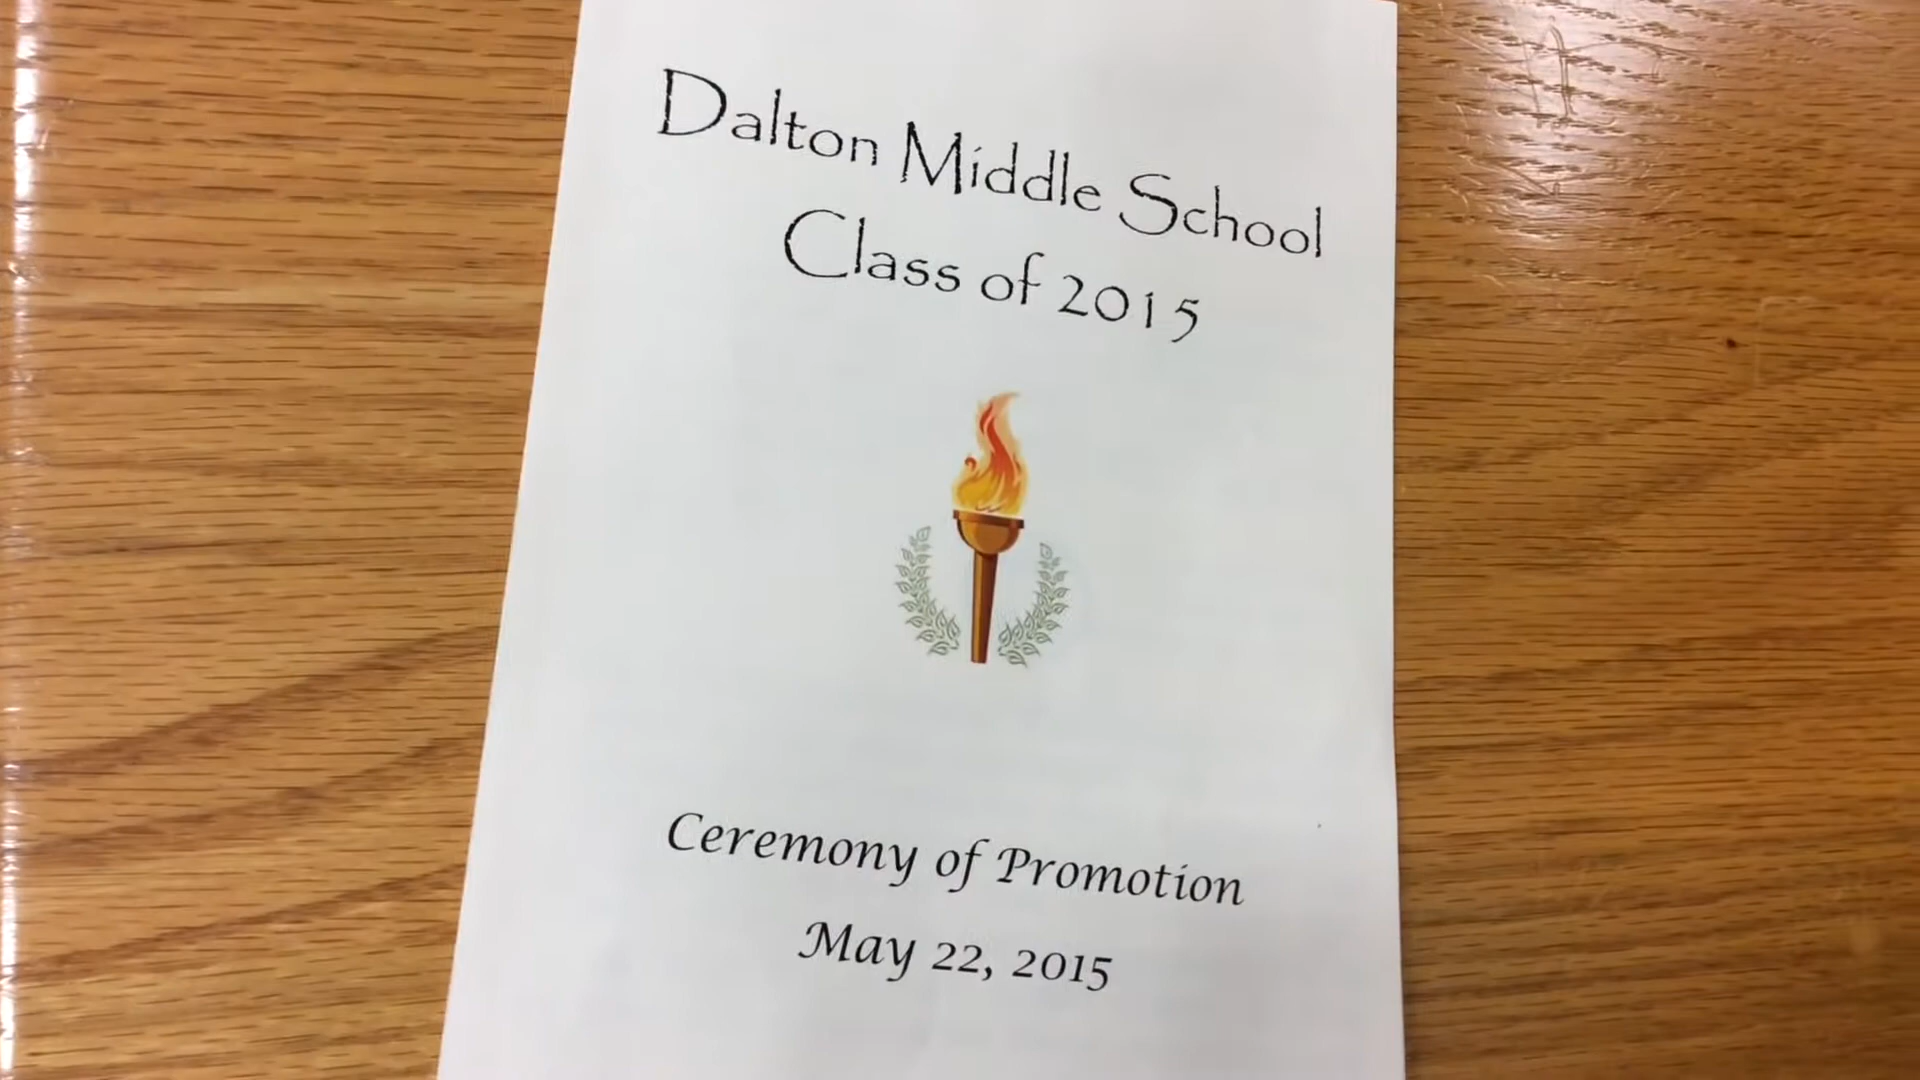 Dalton Middle School
Class of 2015
Ceremony of Promotion
May 22, 2015